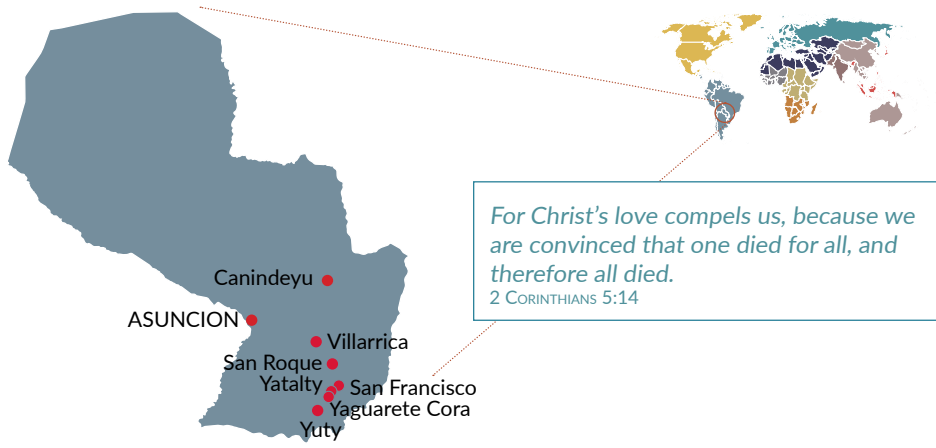 For Christ’s love compels us, because we
are convinced that one died for all, and
therefore all died.
2 Corinthians 5:14
Canindeyu
ASUNCION
Villarrica
San Roque
Yatalty
San Francisco
Yaguarete Cora
Yuty